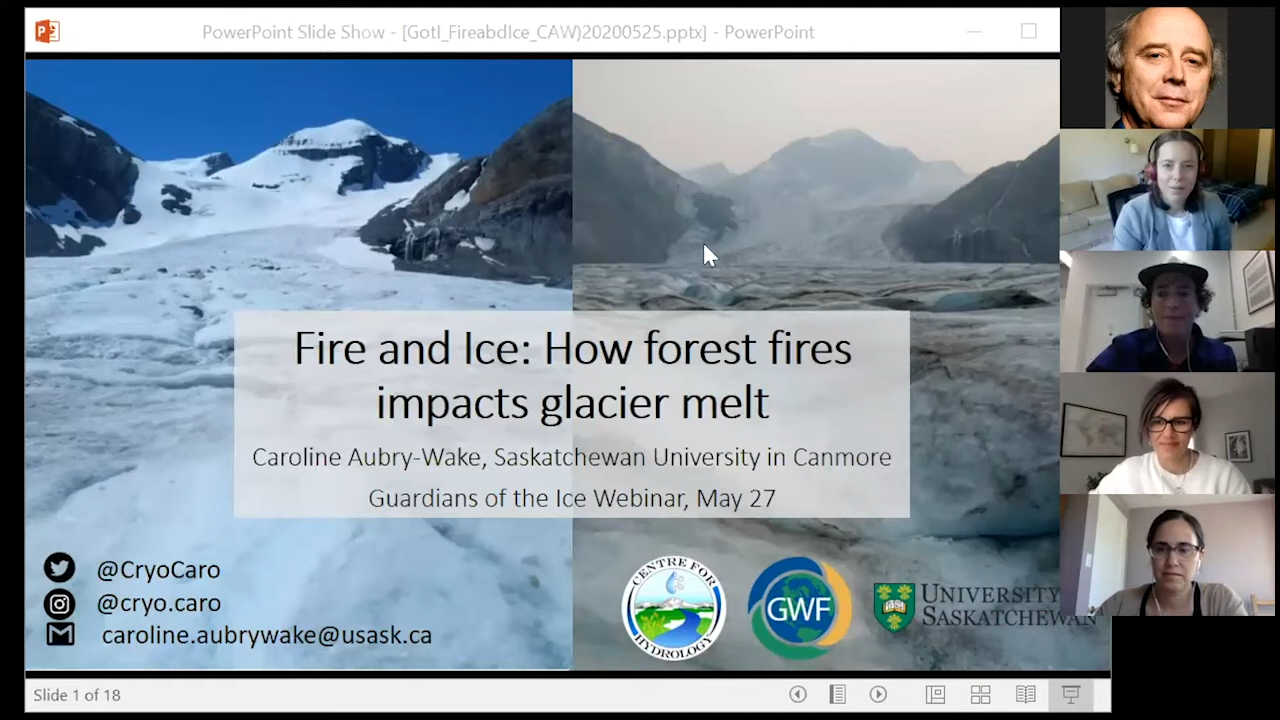 PowerPoint Slide Show - [GotI_FireabdIce_CAW)20200525.pptx] - PowerPoint
Fire and Ice: How forest fires
impacts glacier melt
Caroline Aubry-Wake, Saskatchewan University in Canmore
Guardians of the Ice Webinar, May 27
@CryoCaro
@cryo.caro
caroline.aubrywake@usask.ca
CENTRE FOR
HYDROLOGY
GWF
UNIVERSITY
SASKATCHEWAN
Slide 1 of 18